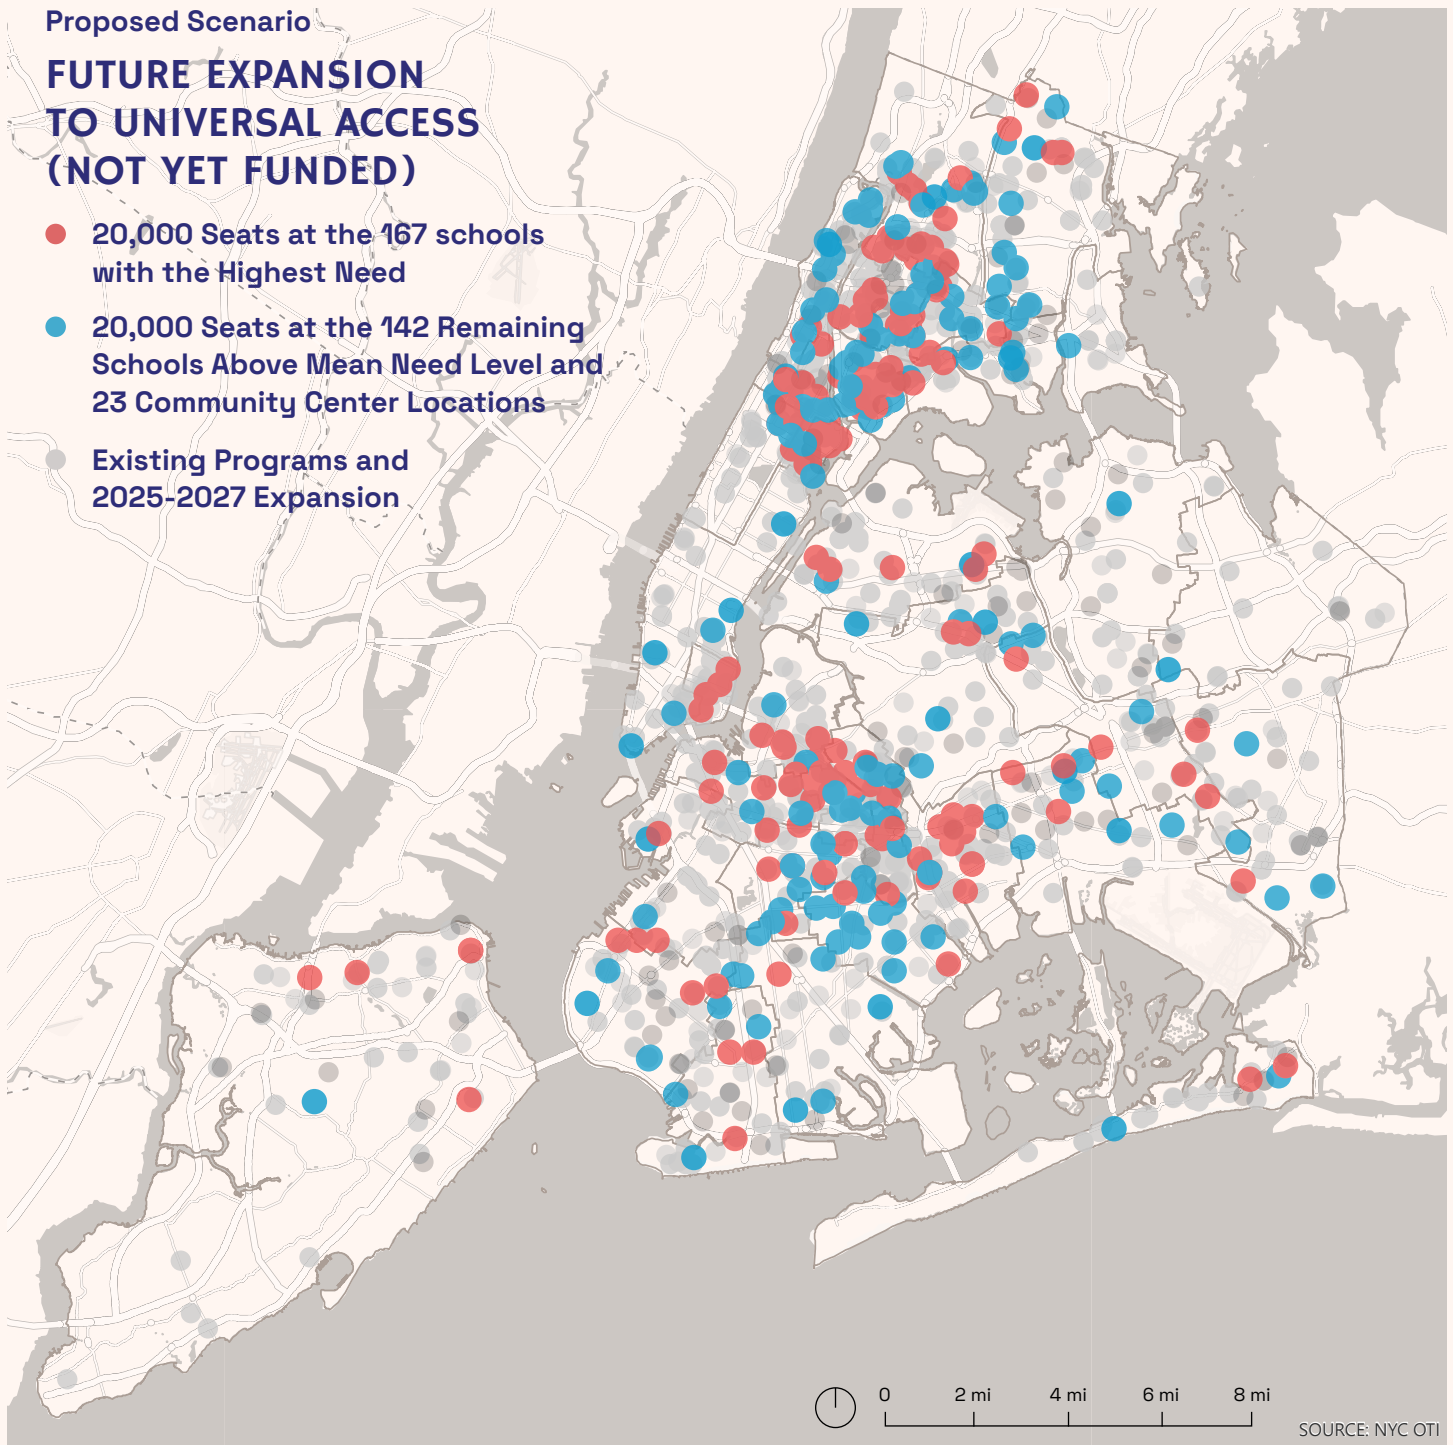 Proposed Scenario
FUTURE EXPANSION
TO UNIVERSAL ACCESS
(NOT YET FUNDED)
20,000 Seats at the 167 schools
with the Highest Need
20,000 Seats at the 142 Remaining
Schools Above Mean Need Level and
23 Community Center Locations
Existing Programs and
2025-2027 Expansion
0 2 mi 4 mi 6 mi 8 mi
SOURCE: NYC OTI